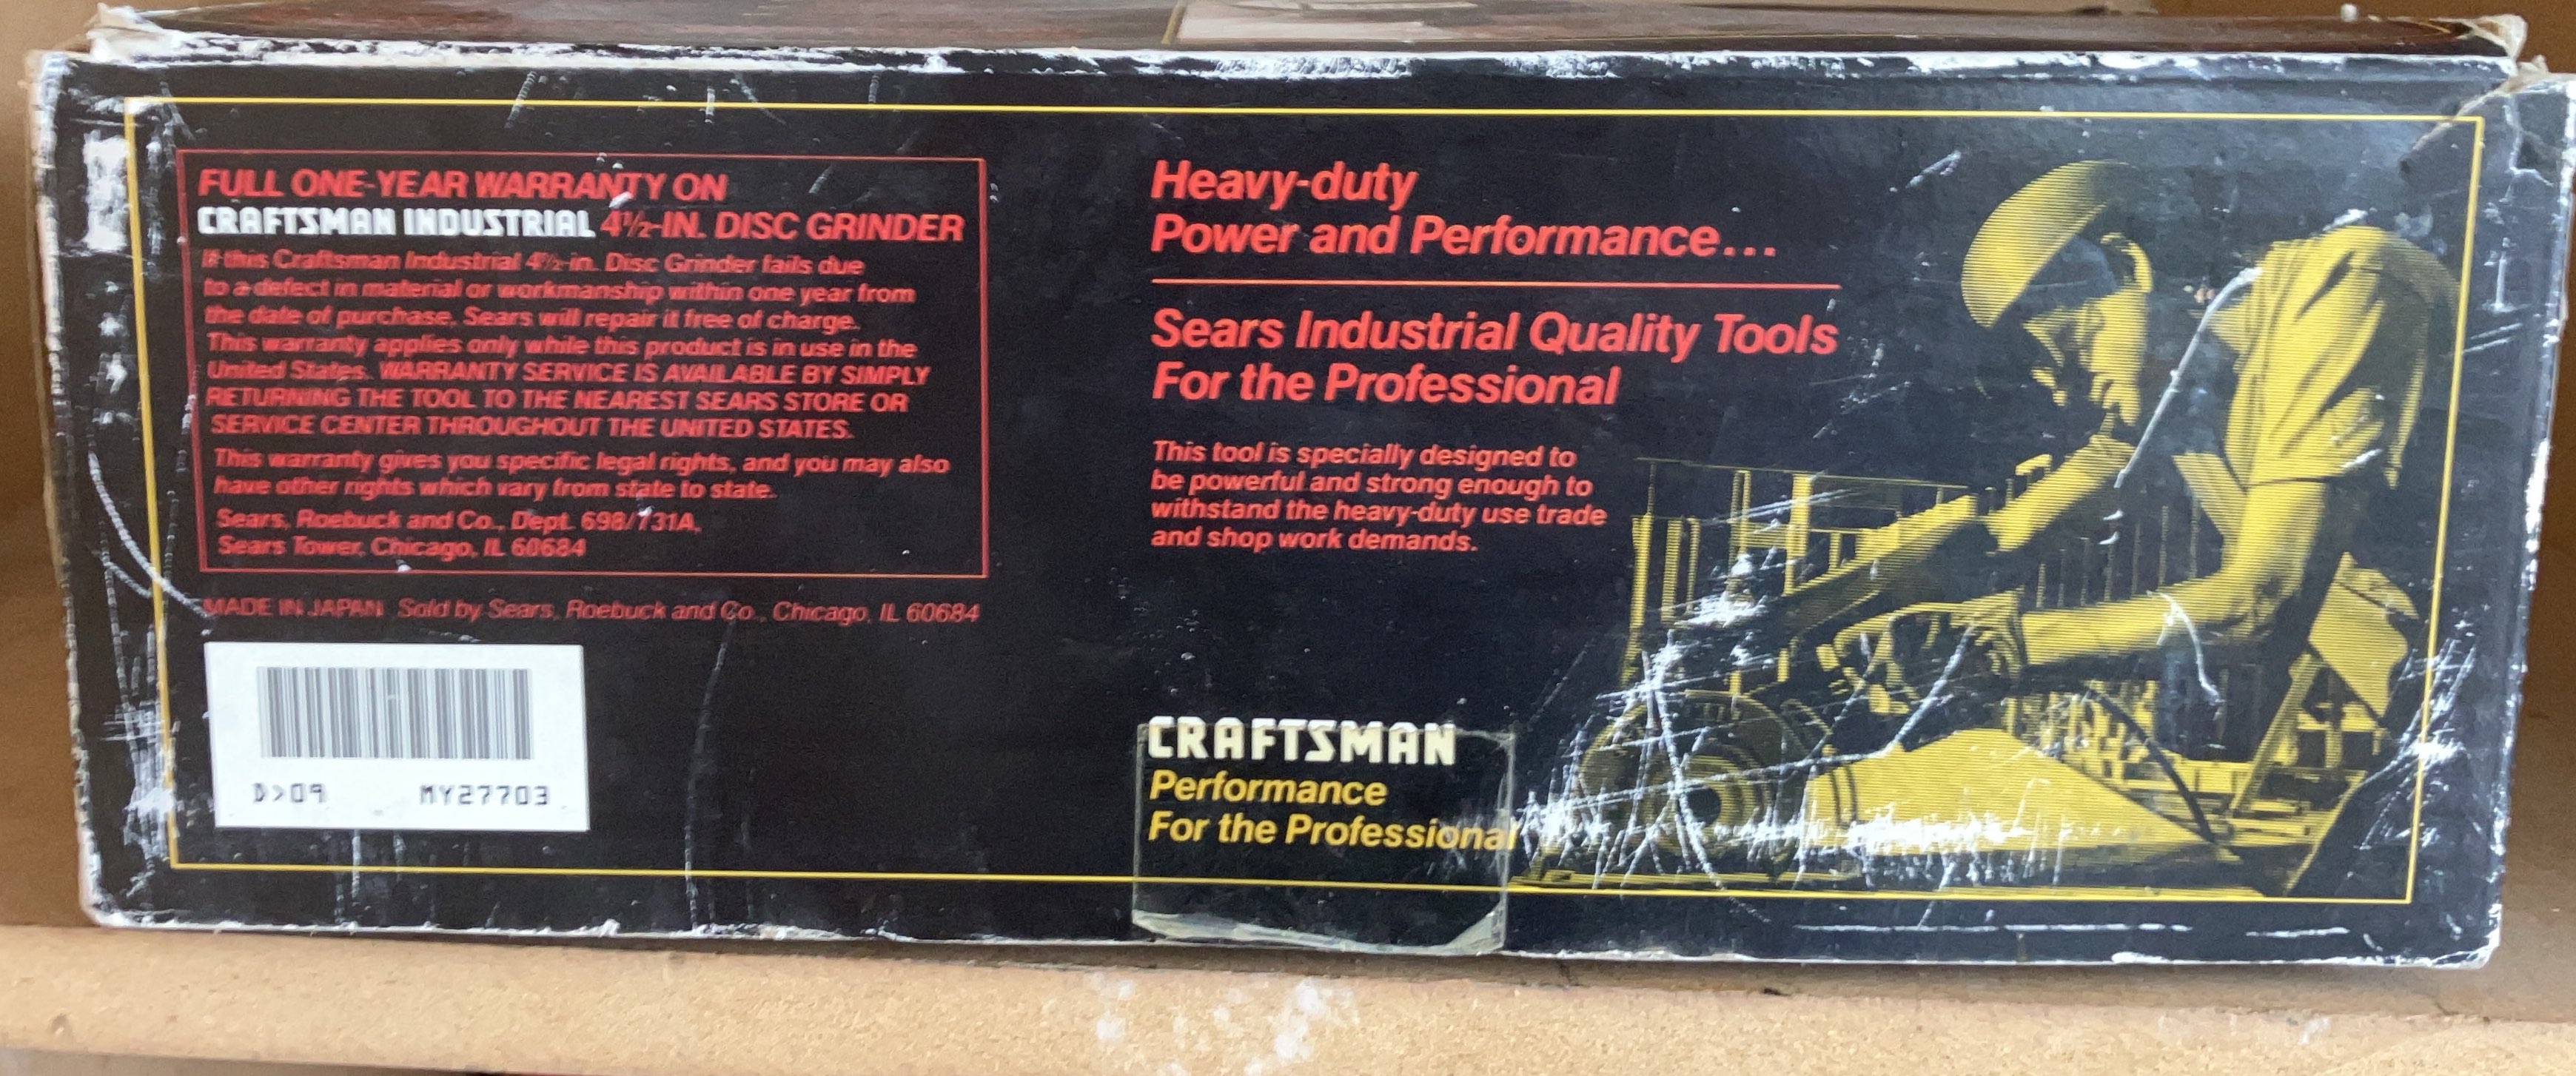 FULL ONE-YEAR WARRANTY ON
CRAFTSMAN INDUSTRIAL 4½-IN. DISC GRINDER
If this Craftsman Industrial 4½-in. Disc Grinder fails due
to a defect in material or workmanship within one year from
the date of purchase, Sears will repair it free of charge.
This warranty applies only while this product is in use in the
United States. WARRANTY SERVICE IS AVAILABLE BY SIMPLY
RETURNING THE TOOL TO THE NEAREST SEARS STORE OR
SERVICE CENTER THROUGHOUT THE UNITED STATES.
This warranty gives you specific legal rights, and you may also
have other rights which vary from state to state.
Sears, Roebuck and Co., Dept. 698/731A,
Sears Tower, Chicago, IL 60684
MADE IN JAPAN Sold by Sears, Roebuck and Co., Chicago, IL 60684
D>09 MY27703
Heavy-duty
Power and Performance...
Sears Industrial Quality Tools
For the Professional
This tool is specially designed to
be powerful and strong enough to
withstand the heavy-duty use trade
and shop work demands.
CRAFTSMAN
Performance
For the Professional